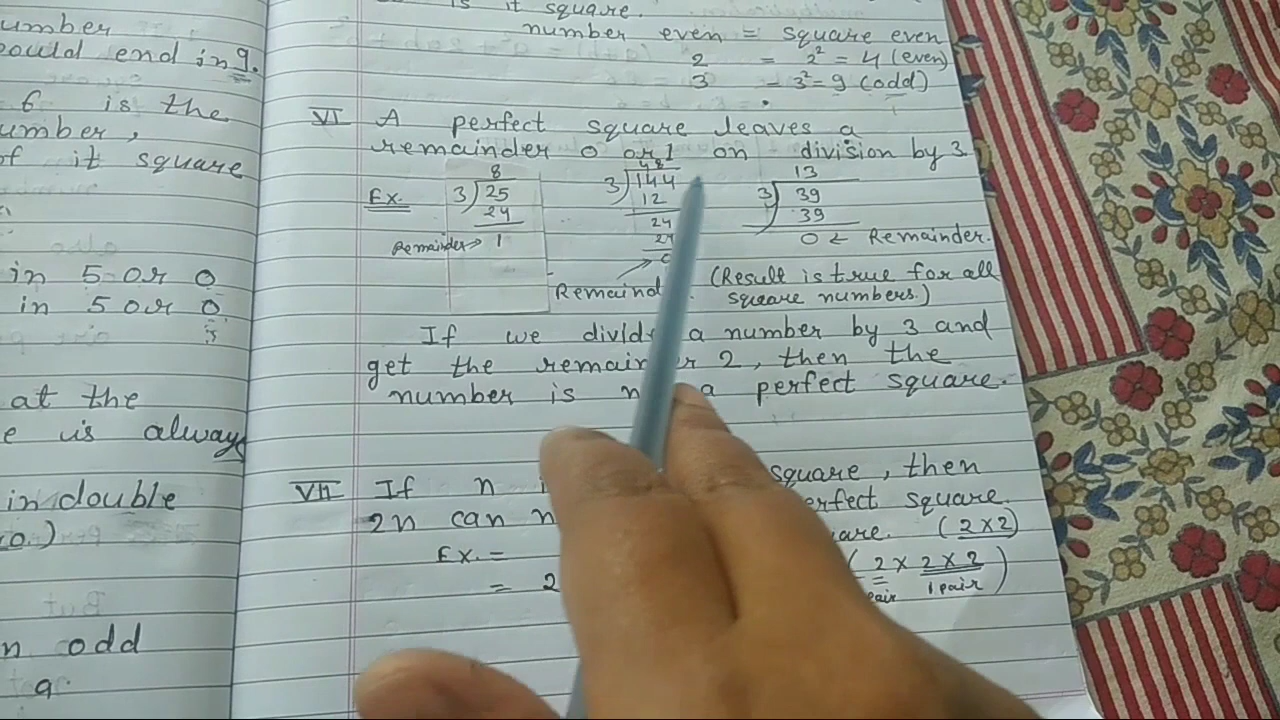 umber
ould end in 9.
6 is the
umber,
of it square
in 5 or 0
in 5 or 0.
at the
e is always
in double
o.)
n odd
9.
is it square.
number even = square even
2 - 2² = 4 (even)
3 - 3² = 9 (odd)
VI A perfect square leaves a
remainder 0 or 1 on division by 3.
8 48 13
Ex. 3)25 3)144 3)39
24 12 39
Remainder → 1 24 0 ← Remainder.
24
0
Remaind (Result is true for all
square numbers.)
If we divide a number by 3 and
get the remain r 2, then the
number is n a perfect square.
VII If n square, then
2n can n rfect square.
Ex. = are. (2×2)
= 2 (2 × 2 × 2)
pair 1 pair